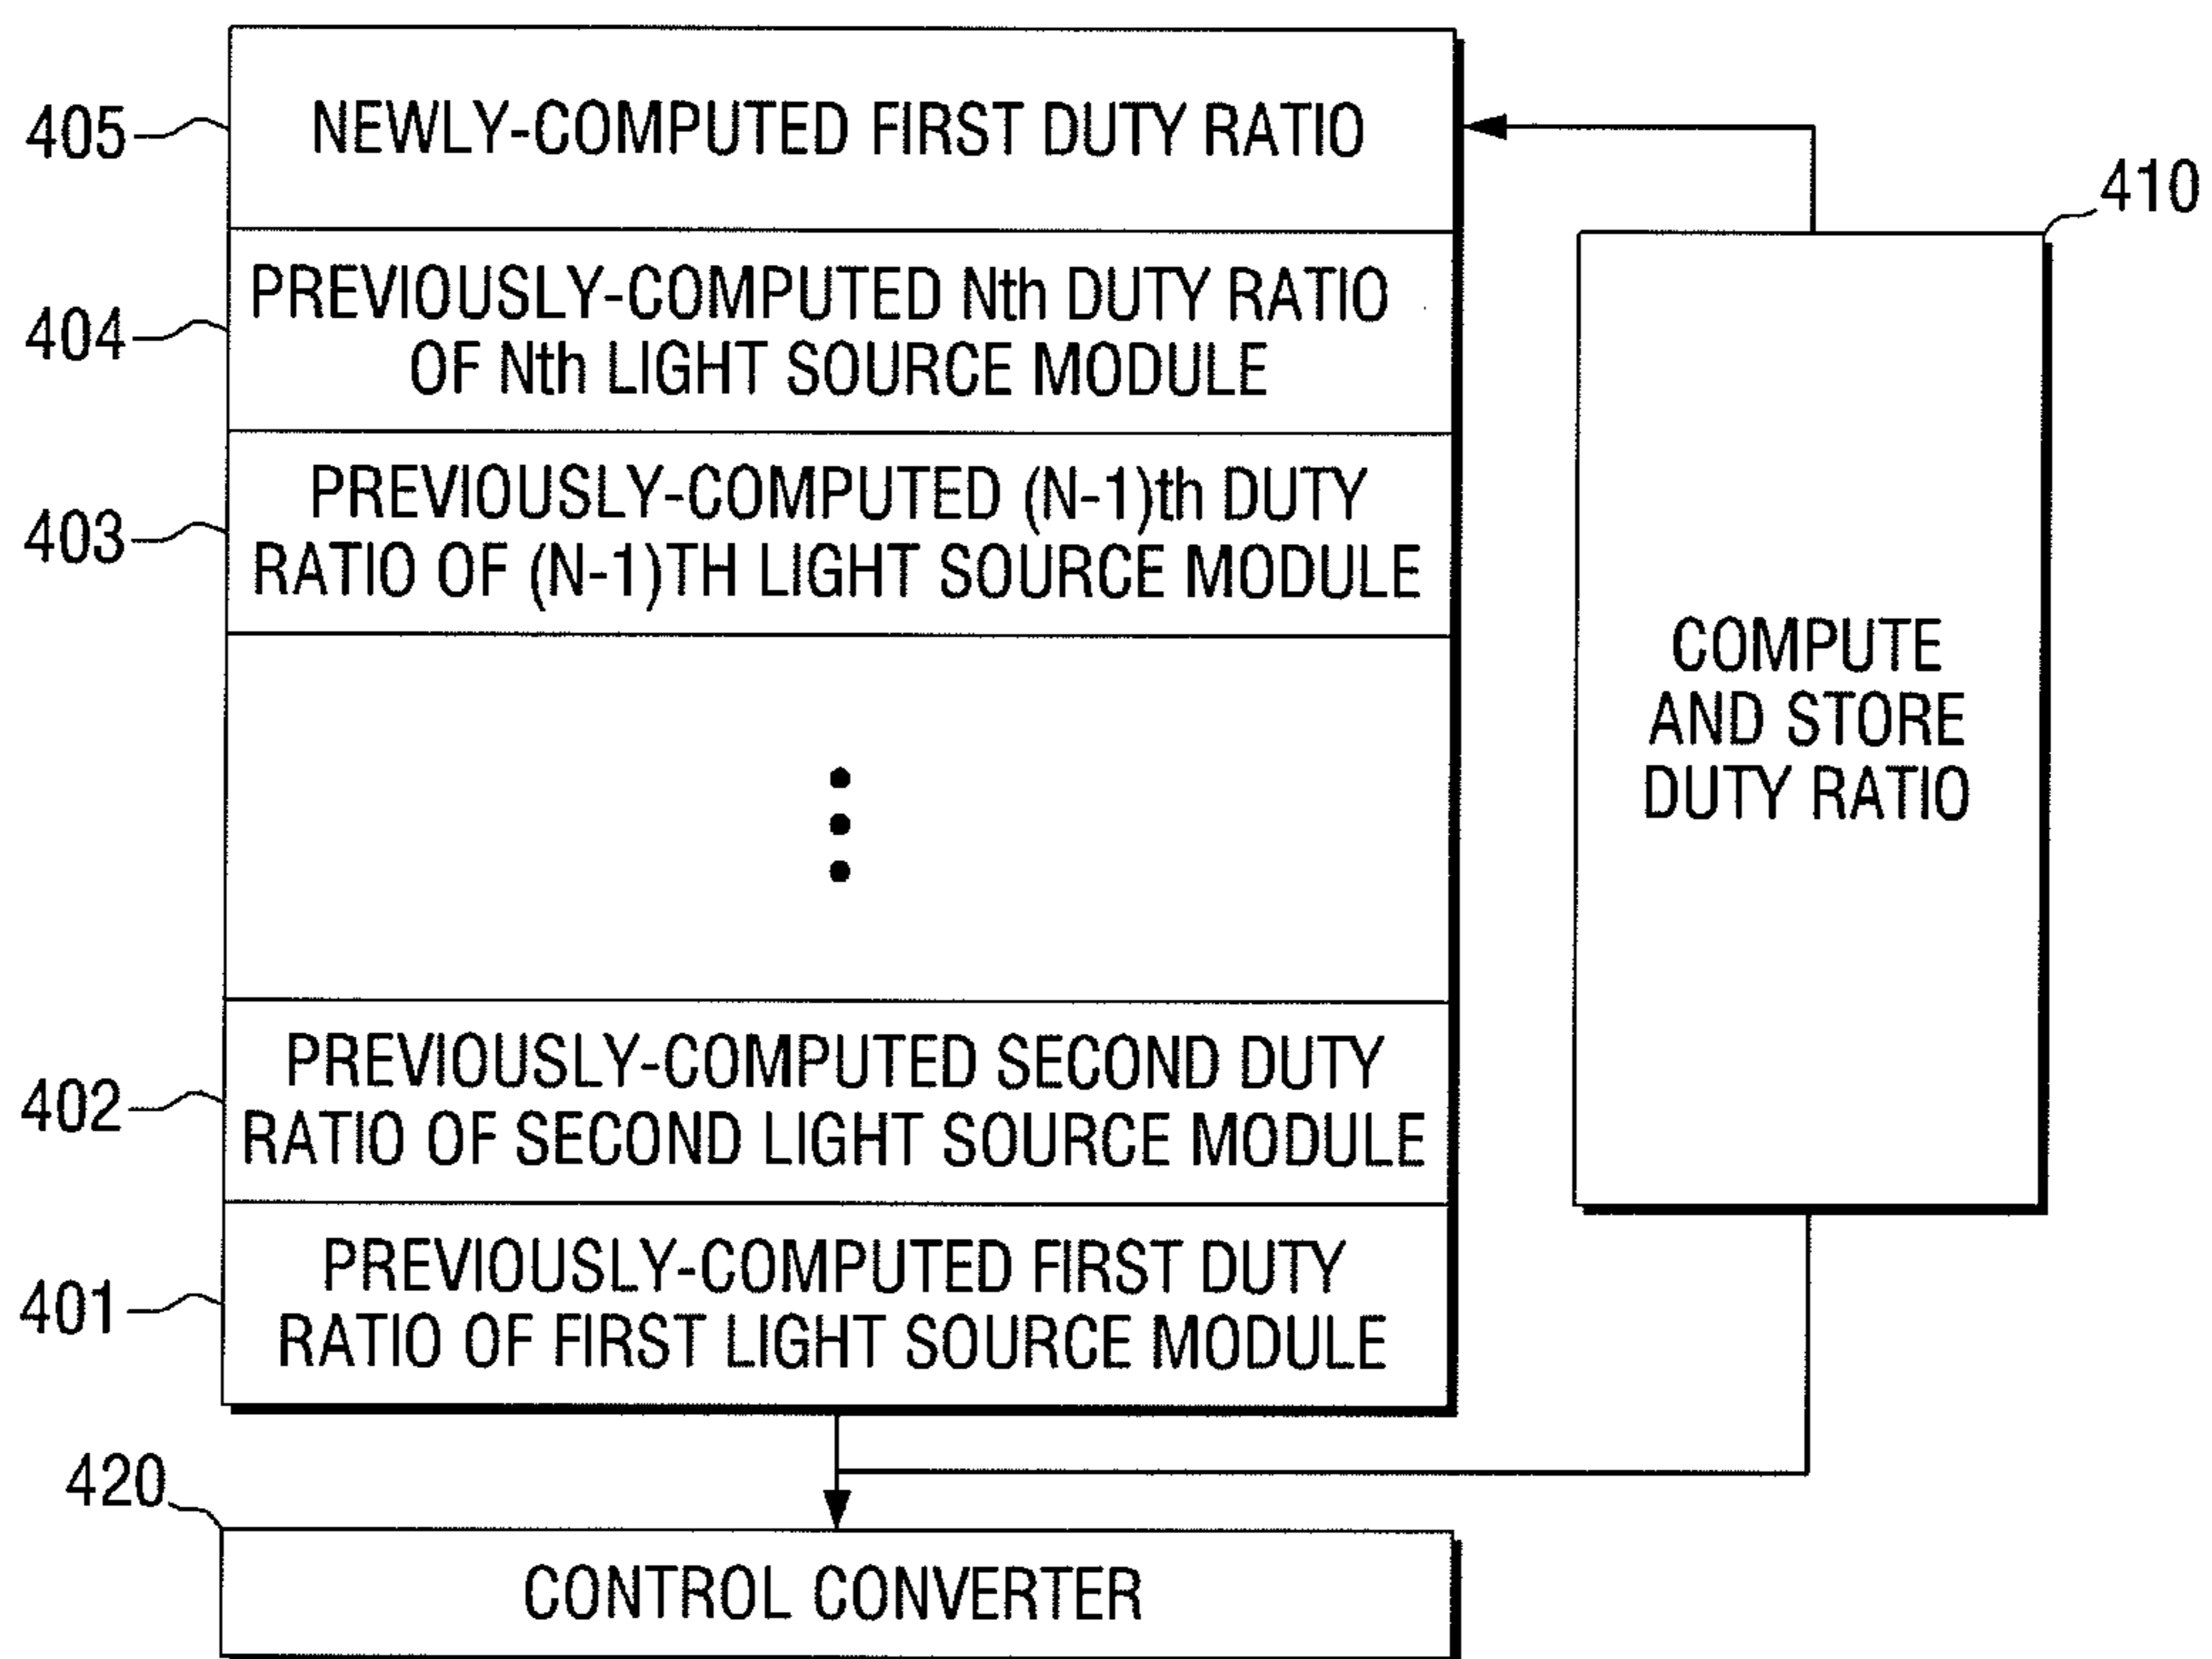 405
NEWLY-COMPUTED FIRST DUTY RATIO
410
404
PREVIOUSLY-COMPUTED Nth DUTY RATIO
OF Nth LIGHT SOURCE MODULE
403
PREVIOUSLY-COMPUTED (N-1)th DUTY
RATIO OF (N-1)TH LIGHT SOURCE MODULE
COMPUTE
AND STORE
DUTY RATIO
402
PREVIOUSLY-COMPUTED SECOND DUTY
RATIO OF SECOND LIGHT SOURCE MODULE
401
PREVIOUSLY-COMPUTED FIRST DUTY
RATIO OF FIRST LIGHT SOURCE MODULE
420
CONTROL CONVERTER